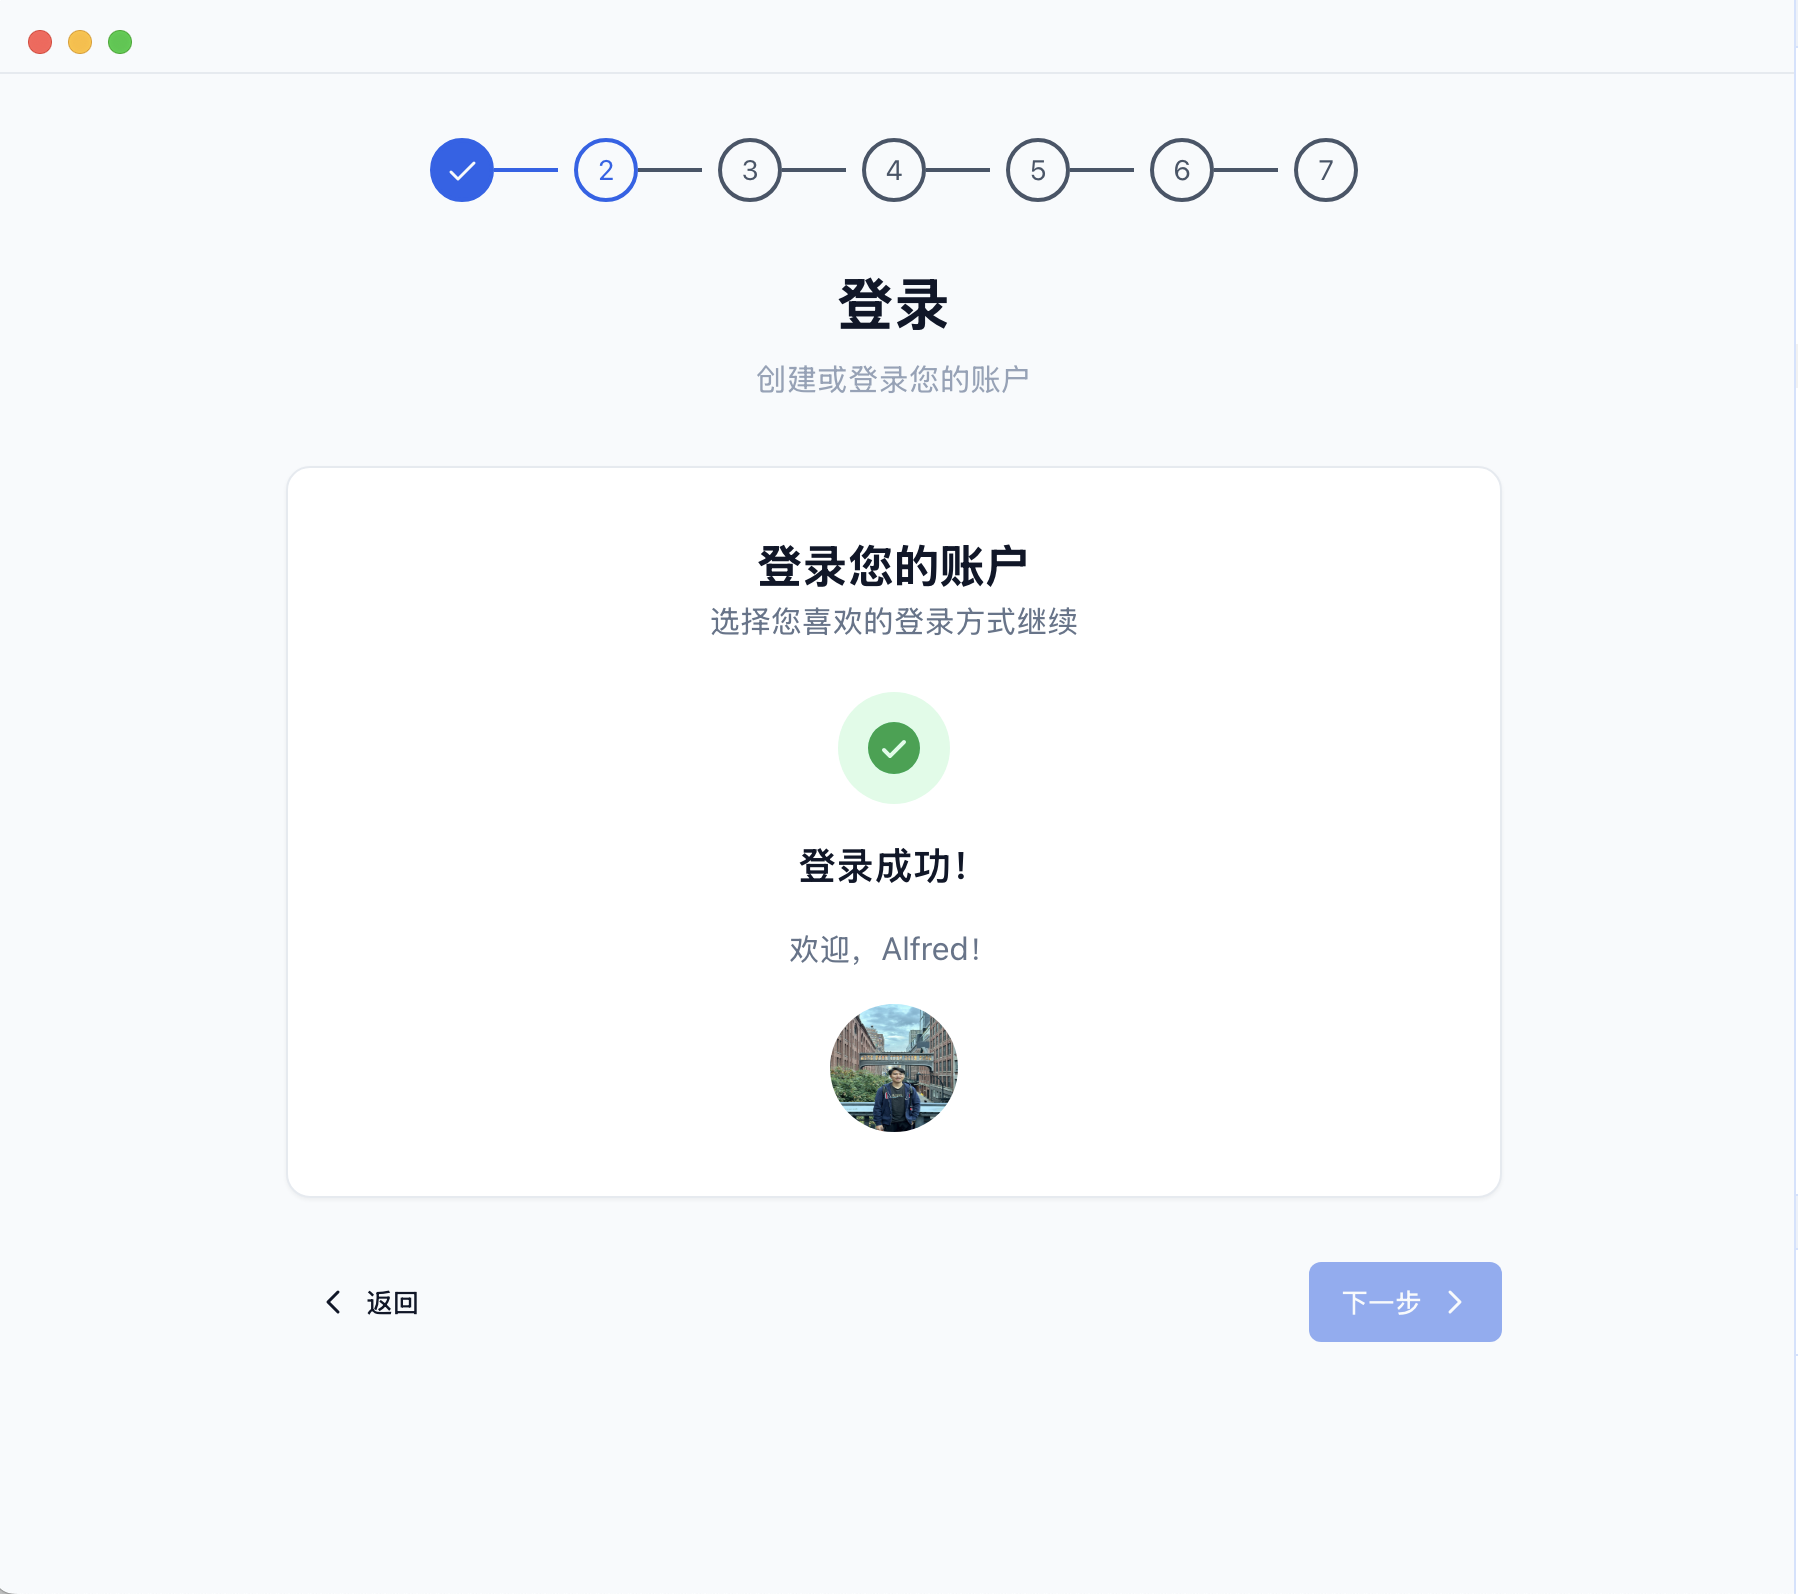 2 3 4 5 6 7
登录
创建或登录您的账户
登录您的账户
选择您喜欢的登录方式继续
登录成功！
欢迎，Alfred！
返回
下一步